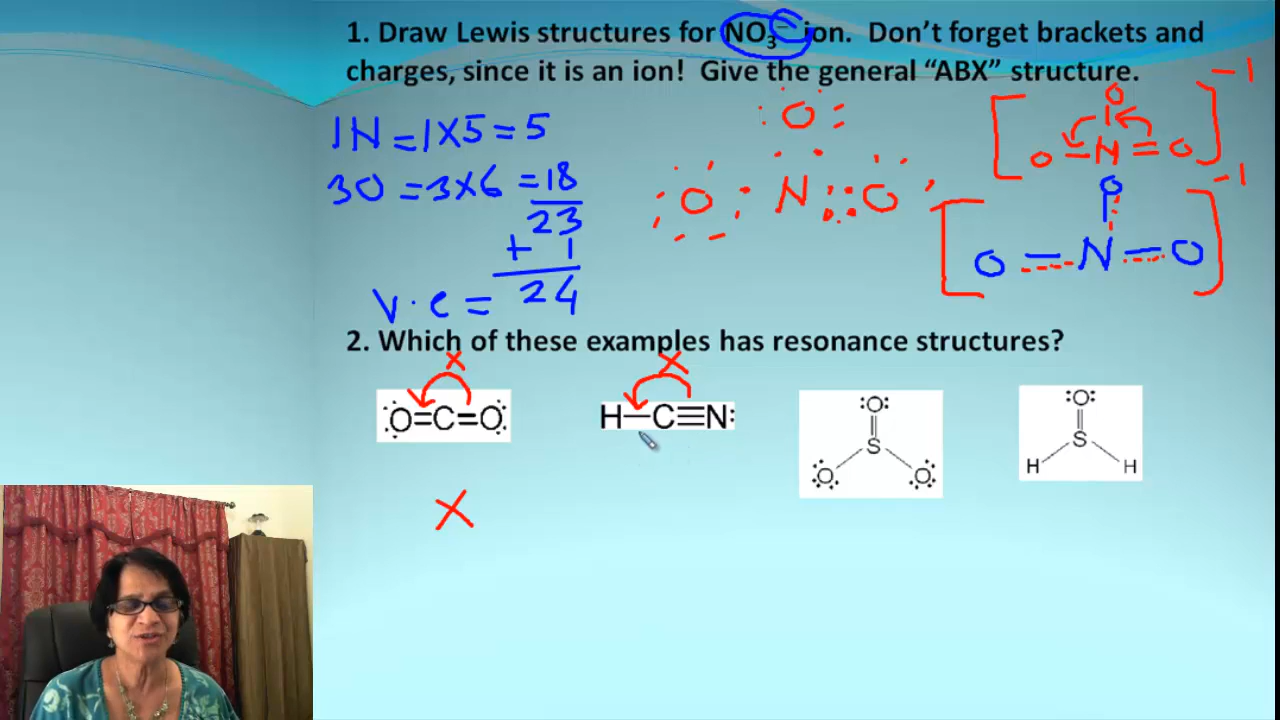 1. Draw Lewis structures for NO3− ion. Don't forget brackets and
charges, since it is an ion! Give the general "ABX" structure.
1N = 1x5 = 5
3O = 3x6 = 18
23
+ 1
V.e = 24
:O:
O N :: O
[O = N = O]-1
O
[O = N - O]-1
O
2. Which of these examples has resonance structures?
x x
:O=C=O:
H—C≡N:
:O:
S
:O: :O:
:O:
S
H H
X